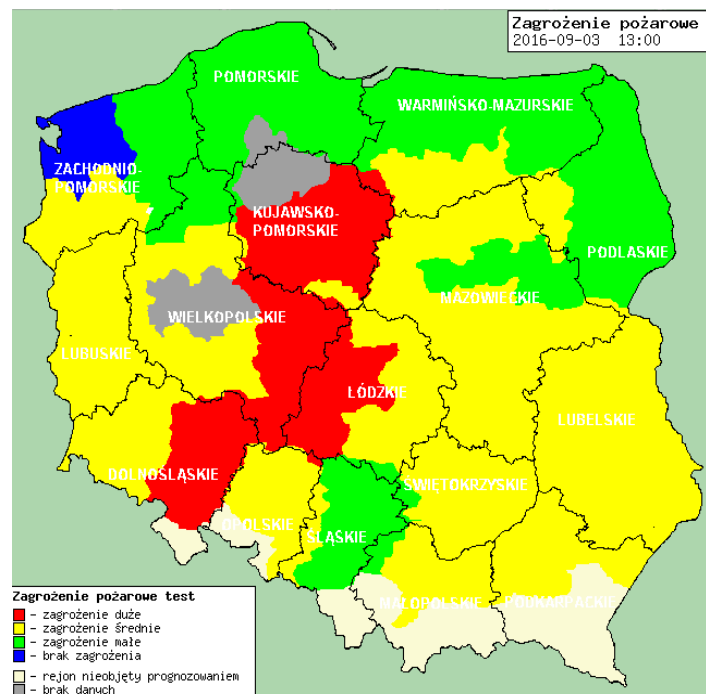 Zagrożenie pożarowe
2016-09-03 13:00
POMORSKIE
WARMIŃSKO-MAZURSKIE
ZACHODNIO-
POMORSKIE
KUJAWSKO-
POMORSKIE
PODLASKIE
MAZOWIECKIE
WIELKOPOLSKIE
LUBUSKIE
ŁÓDZKIE
LUBELSKIE
DOLNOŚLĄSKIE
ŚWIĘTOKRZYSKIE
OPOLSKIE
ŚLĄSKIE
MAŁOPOLSKIE
PODKARPACKIE
Zagrożenie pożarowe test
- zagrożenie duże
- zagrożenie średnie
- zagrożenie małe
- brak zagrożenia
- rejon nieobjęty prognozowaniem
- brak danych